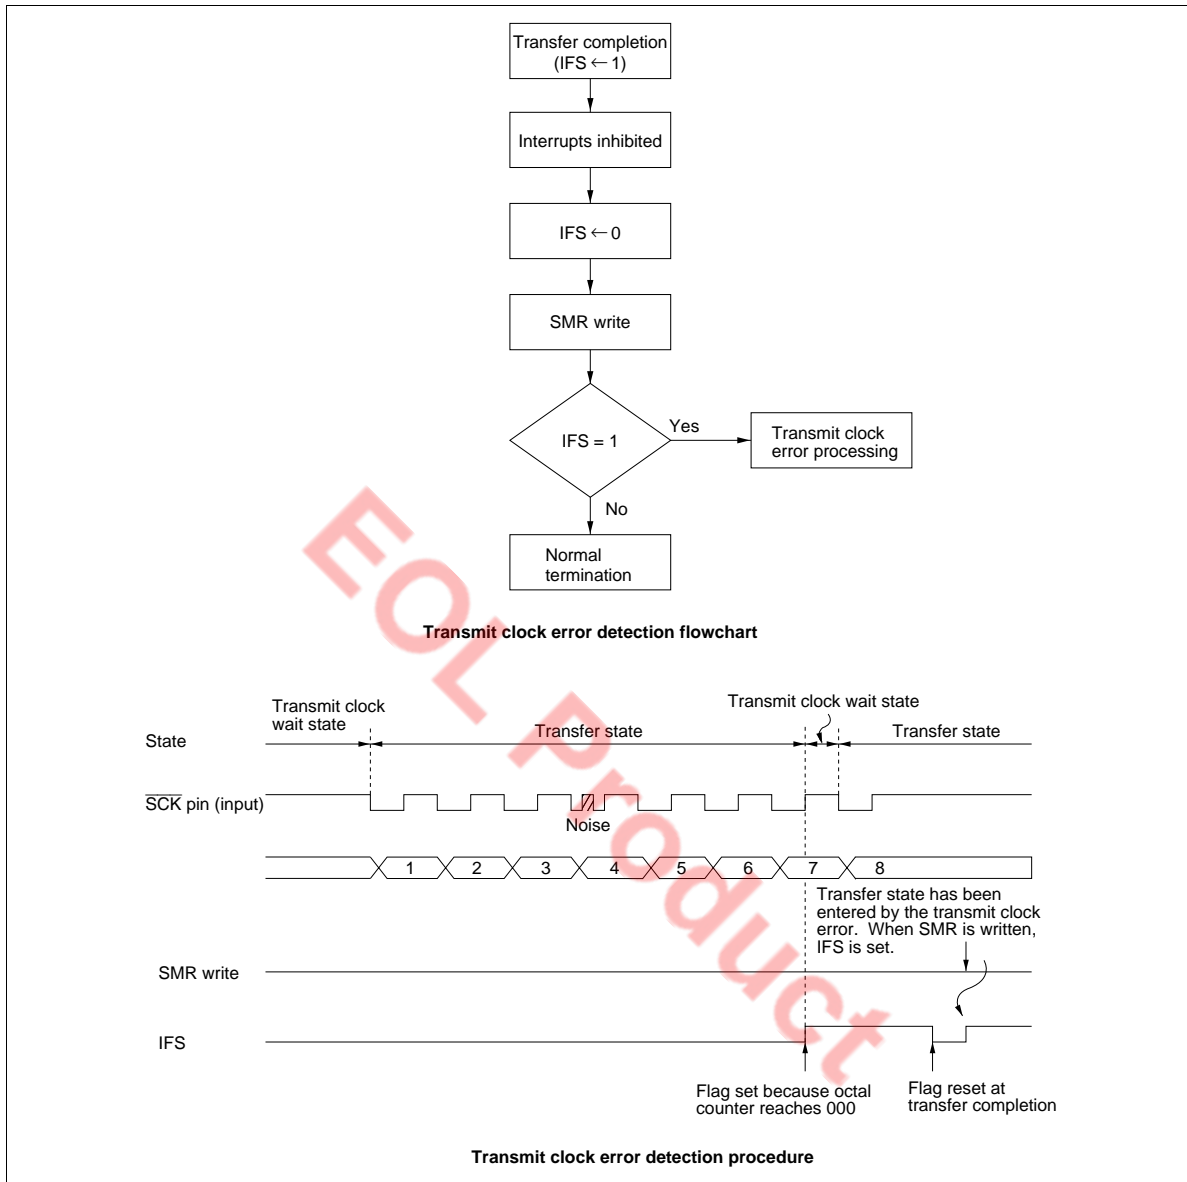 Transfer completion
(IFS ← 1)
Interrupts inhibited
IFS ← 0
SMR write
IFS = 1
Yes
Transmit clock
error processing
No
Normal
termination
Transmit clock error detection flowchart
Transmit clock
wait state
Transmit clock wait state
State
Transfer state
Transfer state
SCK pin (input)
Noise
1 2 3 4 5 6 7 8
Transfer state has been
entered by the transmit clock
error. When SMR is written,
IFS is set.
SMR write
IFS
Flag set because octal
counter reaches 000
Flag reset at
transfer completion
Transmit clock error detection procedure
EOL Product